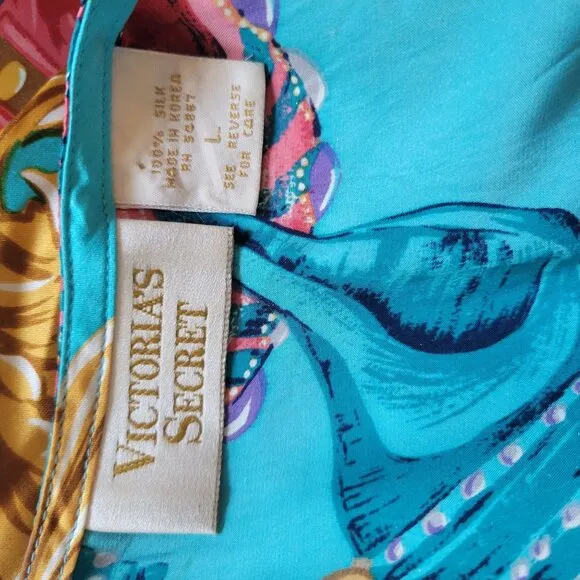 100% SILK
MADE IN KOREA
RN 54867
L
SEE REVERSE
FOR CARE
VICTORIA'S
SECRET